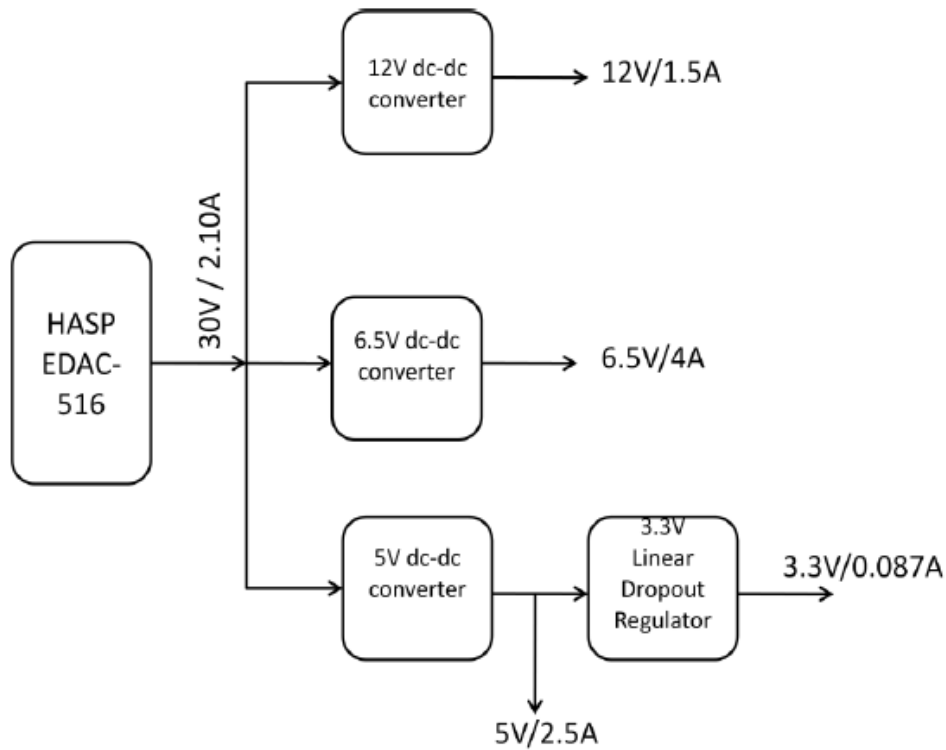 12V dc-dc
converter
12V/1.5A
30V / 2.10A
HASP
EDAC-
516
6.5V dc-dc
converter
6.5V/4A
5V dc-dc
converter
3.3V
Linear
Dropout
Regulator
3.3V/0.087A
5V/2.5A